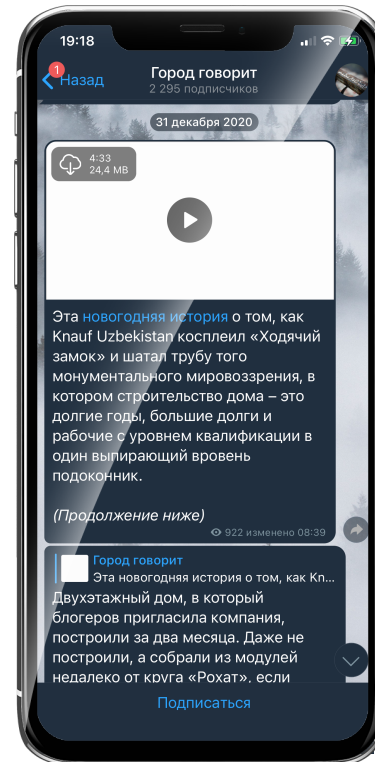 19:18
1
Назад
Город говорит
2 295 подписчиков
31 декабря 2020
4:33
24,4 MB
Эта новогодняя история о том, как
Knauf Uzbekistan косплеил «Ходячий
замок» и шатал трубу того
монументального мировоззрения, в
котором строительство дома – это
долгие годы, большие долги и
рабочие с уровнем квалификации в
один выпирающий вровень
подоконник.
(Продолжение ниже)
922 изменено 08:39
Город говорит
Эта новогодняя история о том, как Kn...
Двухэтажный дом, в который
блогеров пригласила компания,
построили за два месяца. Даже не
построили, а собрали из модулей
недалеко от круга «Рохат», если
Подписаться